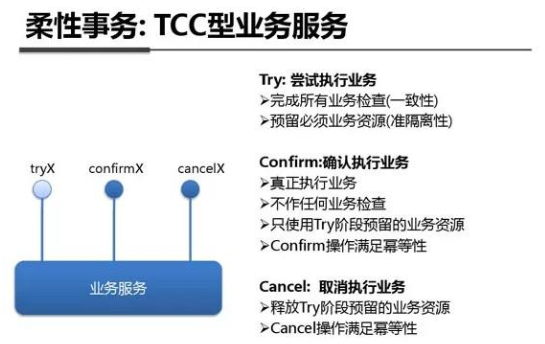 柔性事务: TCC型业务服务
Try: 尝试执行业务
➢完成所有业务检查(一致性)
➢预留必须业务资源(准隔离性)
tryX confirmX cancelX
Confirm:确认执行业务
➢真正执行业务
➢不作任何业务检查
➢只使用Try阶段预留的业务资源
➢Confirm操作满足幂等性
业务服务
Cancel: 取消执行业务
➢释放Try阶段预留的业务资源
➢Cancel操作满足幂等性